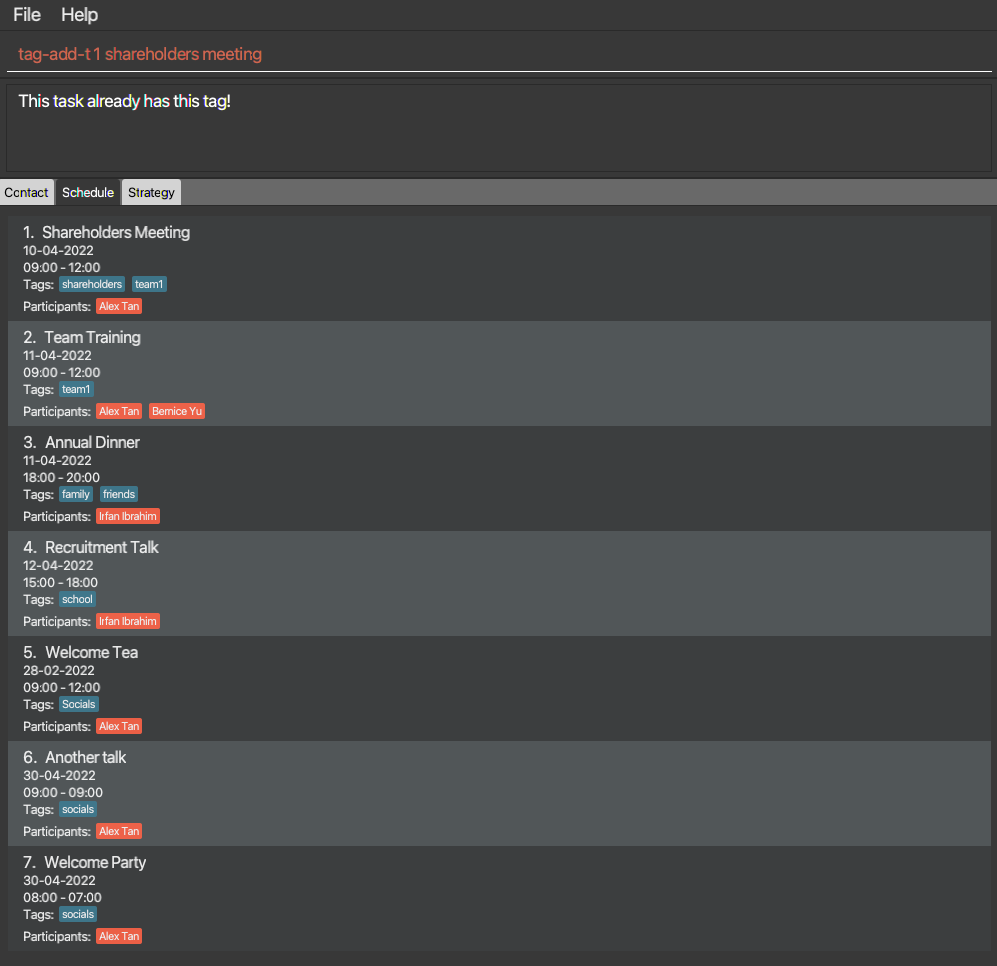 File Help
tag-add-t 1 shareholders meeting
This task already has this tag!
Contact Schedule Strategy
1. Shareholders Meeting
10-04-2022
09:00 - 12:00
Tags: shareholders team1
Participants: Alex Tan
2. Team Training
11-04-2022
09:00 - 12:00
Tags: team1
Participants: Alex Tan Bernice Yu
3. Annual Dinner
11-04-2022
18:00 - 20:00
Tags: family friends
Participants: Irfan Ibrahim
4. Recruitment Talk
12-04-2022
15:00 - 18:00
Tags: school
Participants: Irfan Ibrahim
5. Welcome Tea
28-02-2022
09:00 - 12:00
Tags: Socials
Participants: Alex Tan
6. Another talk
30-04-2022
09:00 - 09:00
Tags: socials
Participants: Alex Tan
7. Welcome Party
30-04-2022
08:00 - 07:00
Tags: socials
Participants: Alex Tan